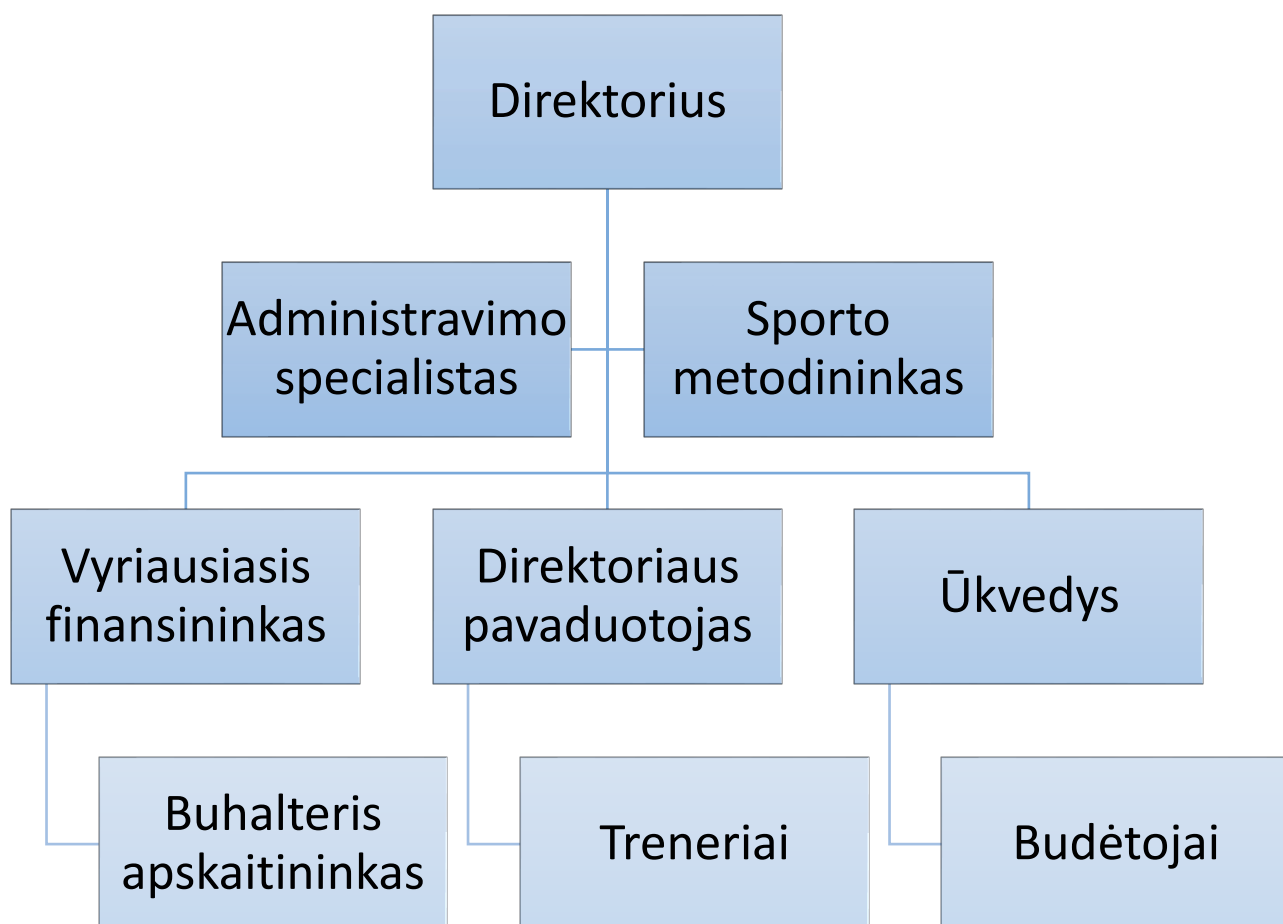 Direktorius
Administravimo
specialistas
Sporto
metodininkas
Vyriausiasis
finansininkas
Direktoriaus
pavaduotojas
Ūkvedys
Buhalteris
apskaitininkas
Treneriai
Budėtojai